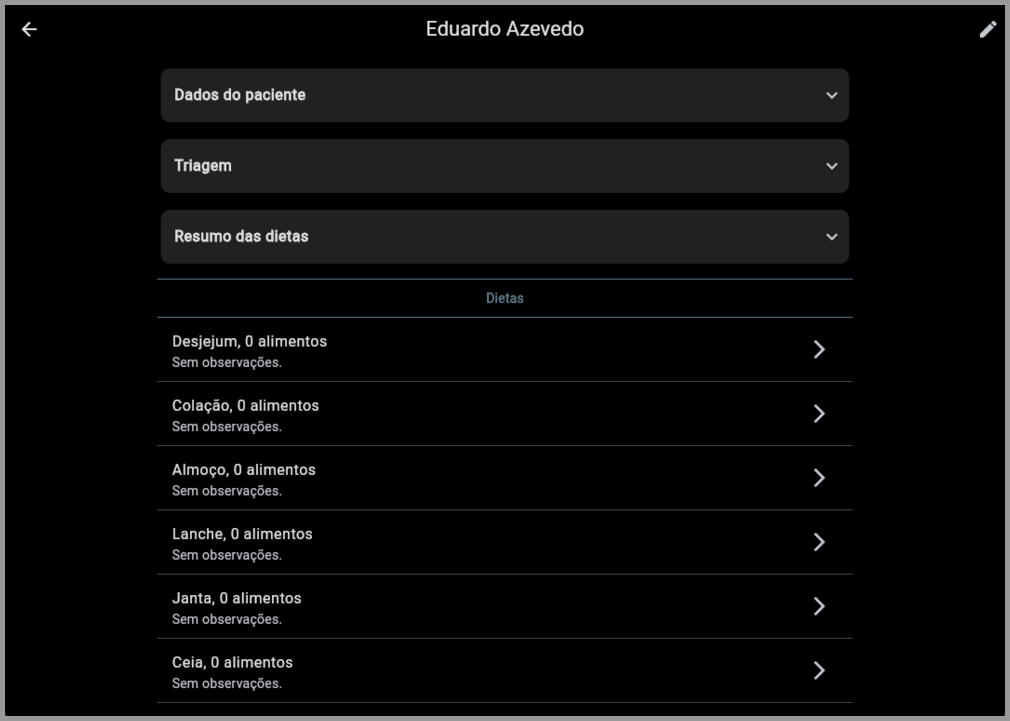 Eduardo Azevedo
Dados do paciente
Triagem
Resumo das dietas
Dietas
Desjejum, 0 alimentos
Sem observações.
Colação, 0 alimentos
Sem observações.
Almoço, 0 alimentos
Sem observações.
Lanche, 0 alimentos
Sem observações.
Janta, 0 alimentos
Sem observações.
Ceia, 0 alimentos
Sem observações.